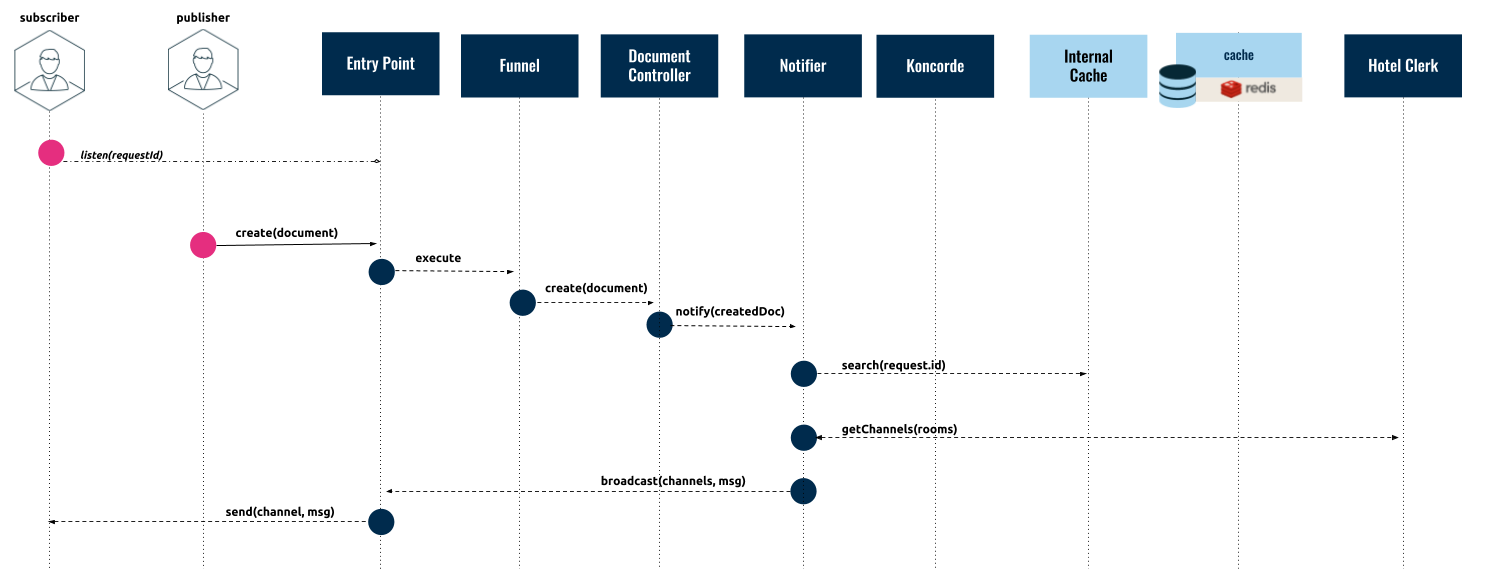 subscriber
publisher
Entry Point
Funnel
Document
Controller
Notifier
Koncorde
Internal
Cache
cache
redis
Hotel Clerk
listen(requestId)
create(document)
execute
create(document)
notify(createdDoc)
search(request.id)
getChannels(rooms)
broadcast(channels, msg)
send(channel, msg)